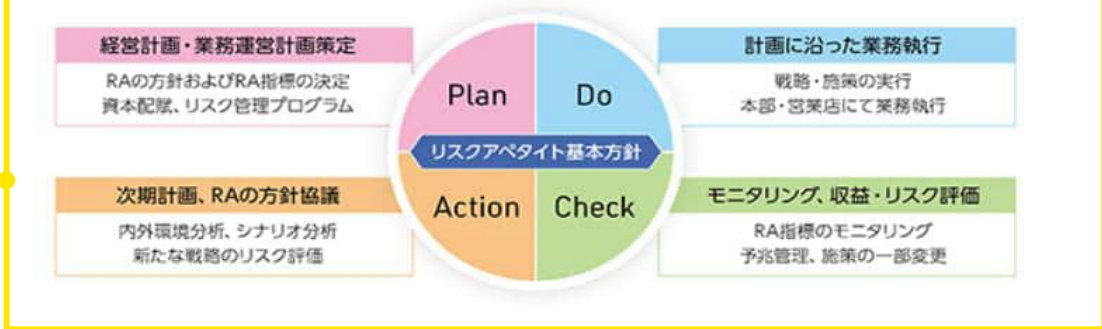 経営計画・業務運営計画策定
RAの方針およびRA指標の決定
資本配賦、リスク管理プログラム
Plan
Do
計画に沿った業務執行
戦略・施策の実行
本部・営業店にて業務執行
リスクアペタイト基本方針
次期計画、RAの方針協議
内外環境分析、シナリオ分析
新たな戦略のリスク評価
Action
Check
モニタリング、収益・リスク評価
RA指標のモニタリング
予兆管理、施策の一部変更